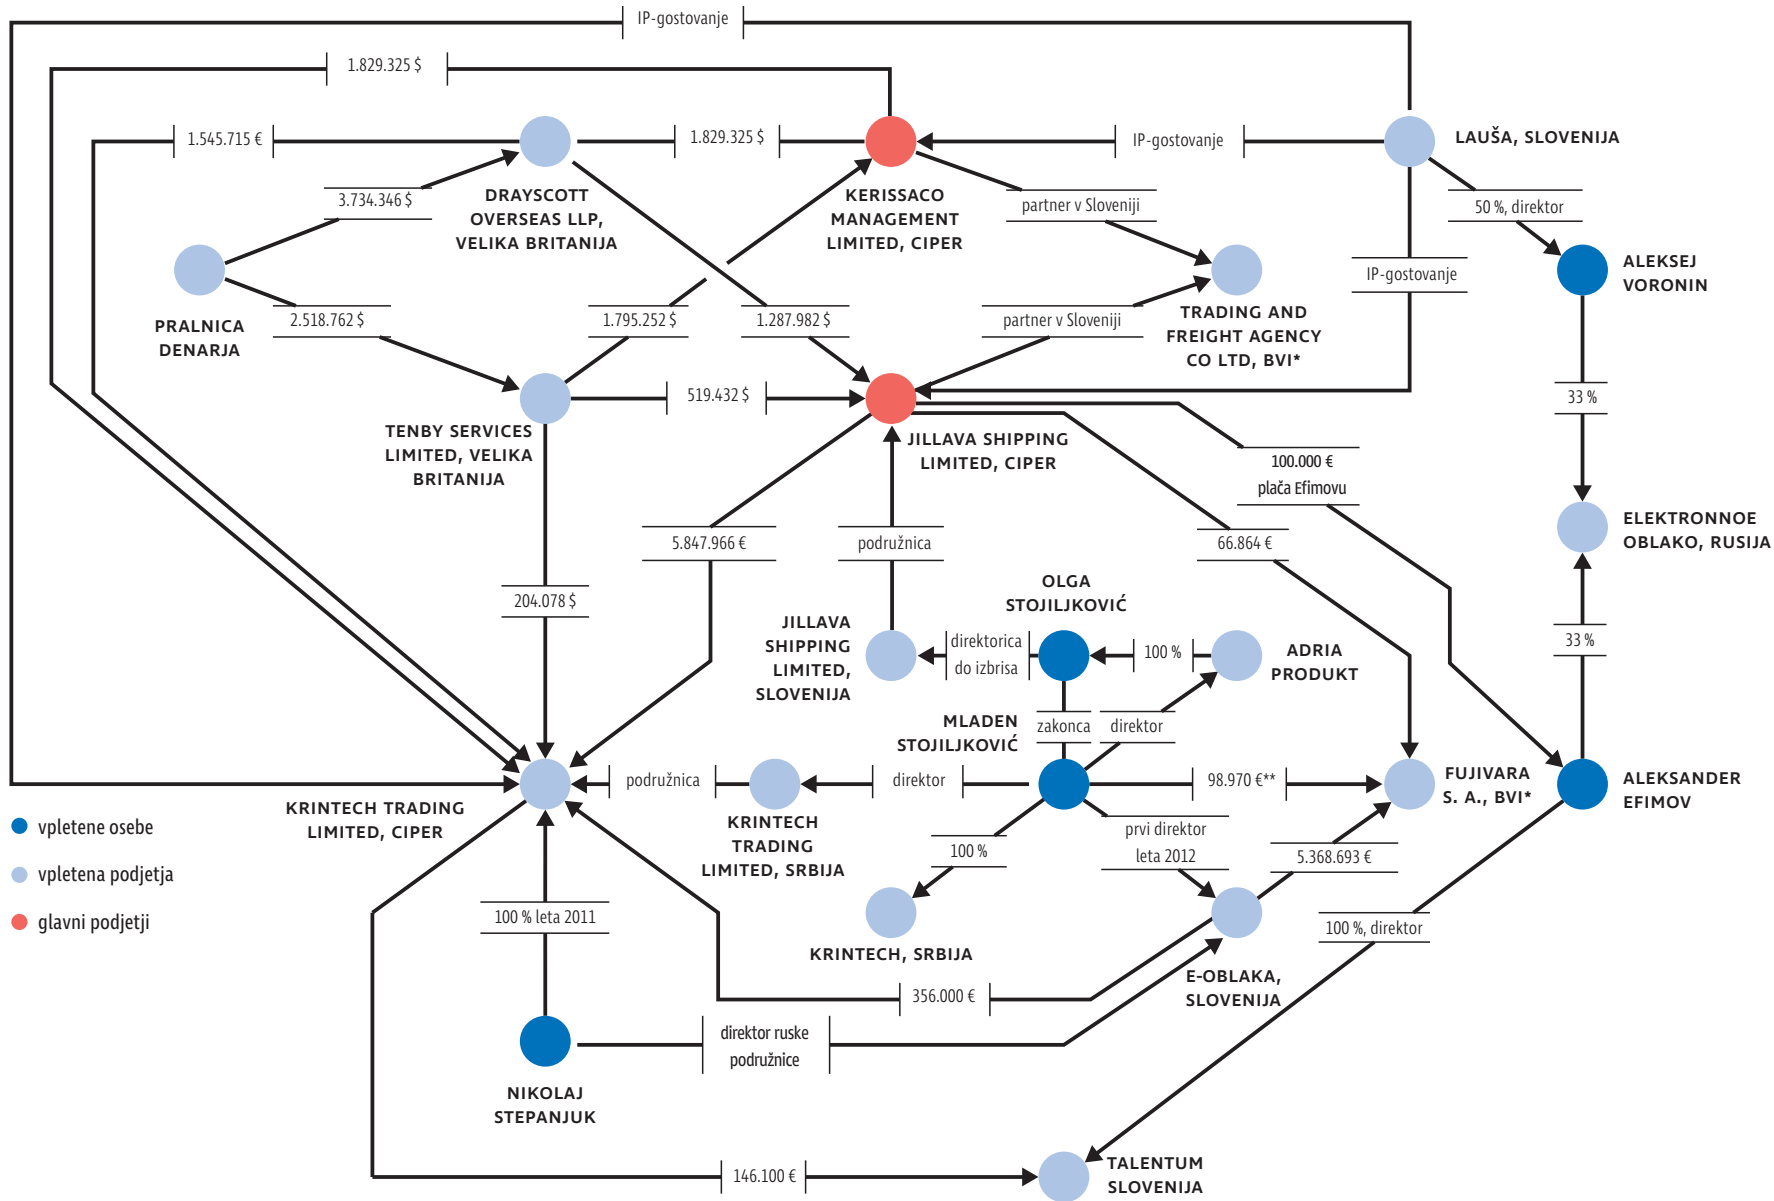 IP-gostovanje
1.829.325 $
1.545.715 €
1.829.325 $
IP-gostovanje
LAUŠA, SLOVENIJA
3.734.346 $
DRAYSCOTT
OVERSEAS LLP,
VELIKA BRITANIJA
KERISSACO
MANAGEMENT
LIMITED, CIPER
partner v Sloveniji
50 %, direktor
ALEKSEJ
VORONIN
IP-gostovanje
PRALNICA
DENARJA
2.518.762 $
1.795.252 $
1.287.982 $
partner v Sloveniji
TRADING AND
FREIGHT AGENCY
CO LTD, BVI*
519.432 $
33 %
TENBY SERVICES
LIMITED, VELIKA
BRITANIJA
JILLAVA SHIPPING
LIMITED, CIPER
100.000 €
plača Efimovu
ELEKTRONNOE
OBLAKO, RUSIJA
5.847.966 €
podružnica
66.864 €
204.078 $
OLGA
STOJILJKOVIĆ
JILLAVA
SHIPPING
LIMITED,
SLOVENIJA
direktorica
do izbrisa
100 %
ADRIA
PRODUKT
33 %
MLADEN
STOJILJKOVIĆ
zakonca
direktor
podružnica
direktor
98.970 €**
FUJIVARA
S. A., BVI*
ALEKSANDER
EFIMOV
KRINTECH TRADING
LIMITED, CIPER
KRINTECH
TRADING
LIMITED, SRBIJA
100 %
prvi direktor
leta 2012
5.368.693 €
vpletene osebe
vpletena podjetja
glavni podjetji
100 % leta 2011
100 %, direktor
KRINTECH, SRBIJA
E-OBLAKA,
SLOVENIJA
356.000 €
direktor ruske
podružnice
NIKOLAJ
STEPANJUK
146.100 €
TALENTUM
SLOVENIJA